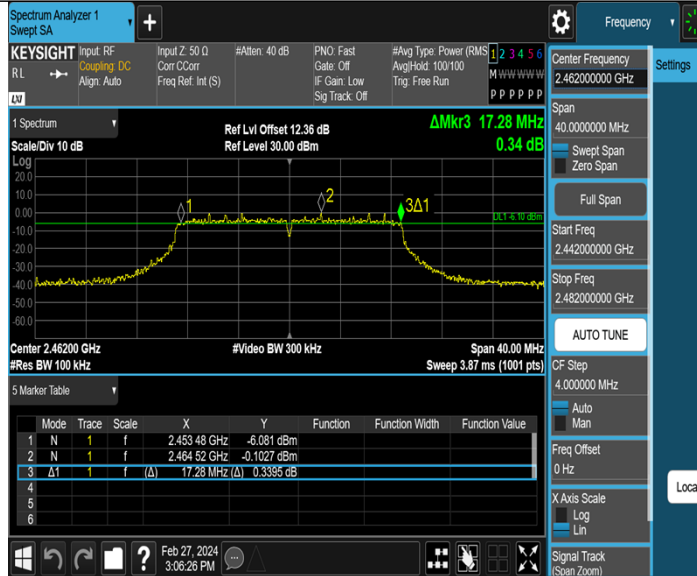 Spectrum Analyzer 1
Swept SA
Frequency
KEYSIGHT
RL
LXI
Input: RF
Coupling: DC
Align: Auto
Input Z: 50 Ω
Corr CCorr
Freq Ref: Int (S)
#Atten: 40 dB
PNO: Fast
Gate: Off
IF Gain: Low
Sig Track: Off
#Avg Type: Power (RMS
Avg|Hold: 100/100
Trig: Free Run
1 2 3 4 5 6
M W W W W W
P P P P P P
Center Frequency
2.462000000 GHz
Settings
Span
40.0000000 MHz
Swept Span
Zero Span
Full Span
Start Freq
2.442000000 GHz
Stop Freq
2.482000000 GHz
AUTO TUNE
CF Step
4.000000 MHz
Auto
Man
Freq Offset
0 Hz
X Axis Scale
Log
Lin
Signal Track
(Span Zoom)
Loca
1 Spectrum
Scale/Div 10 dB
Ref Lvl Offset 12.36 dB
Ref Level 30.00 dBm
ΔMkr3 17.28 MHz
0.34 dB
Log
20.0
10.0
0.00
-10.0
-20.0
-30.0
-40.0
-50.0
-60.0
1
2
3Δ1
DL1 -6.10 dBm
Center 2.46200 GHz
#Video BW 300 kHz
Span 40.00 MHz
#Res BW 100 kHz
Sweep 3.87 ms (1001 pts)
5 Marker Table
Mode Trace Scale X Y Function Function Width Function Value
1 N 1 f 2.453 48 GHz -6.081 dBm
2 N 1 f 2.464 52 GHz -0.1027 dBm
3 Δ1 1 f (Δ) 17.28 MHz (Δ) 0.3395 dB
4
5
6
Feb 27, 2024
3:06:26 PM